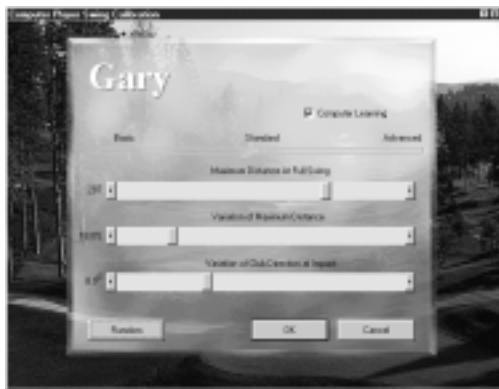 Computer Player Swing Calibration
Gary
Computer Learning
Basic Standard Advanced
Maximum Distance at Full Swing
Variation of Maximum Distance
Variation of Club Direction at Impact
Random OK Cancel